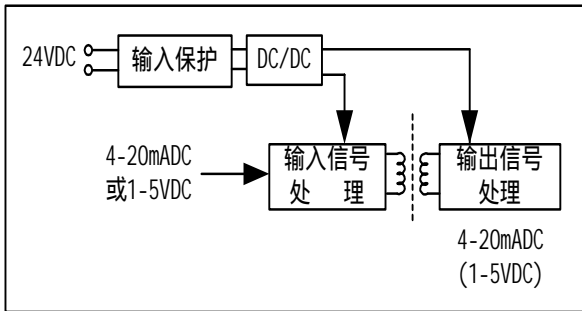 24VDC
输入保护
DC/DC
4-20mADC
或1-5VDC
输入信号
处 理
输出信号
处理
4-20mADC
(1-5VDC)